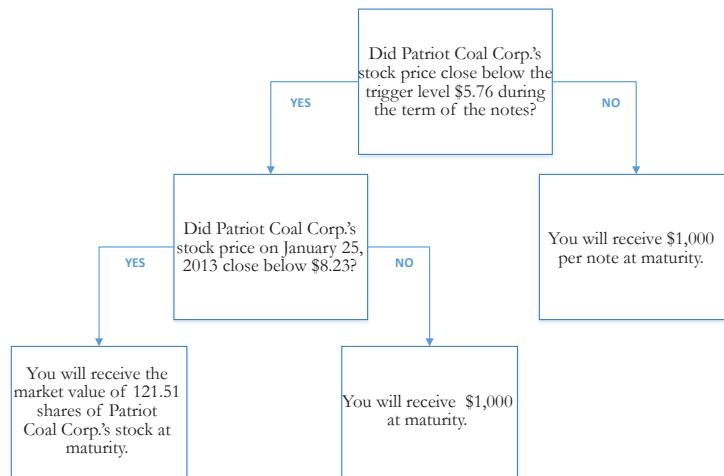 Did Patriot Coal Corp.'s
stock price close below the
trigger level $5.76 during
the term of the notes?
YES
NO
Did Patriot Coal Corp.'s
stock price on January 25,
2013 close below $8.23?
You will receive $1,000
per note at maturity.
YES
NO
You will receive the
market value of 121.51
shares of Patriot
Coal Corp.'s stock at
maturity.
You will receive $1,000
at maturity.